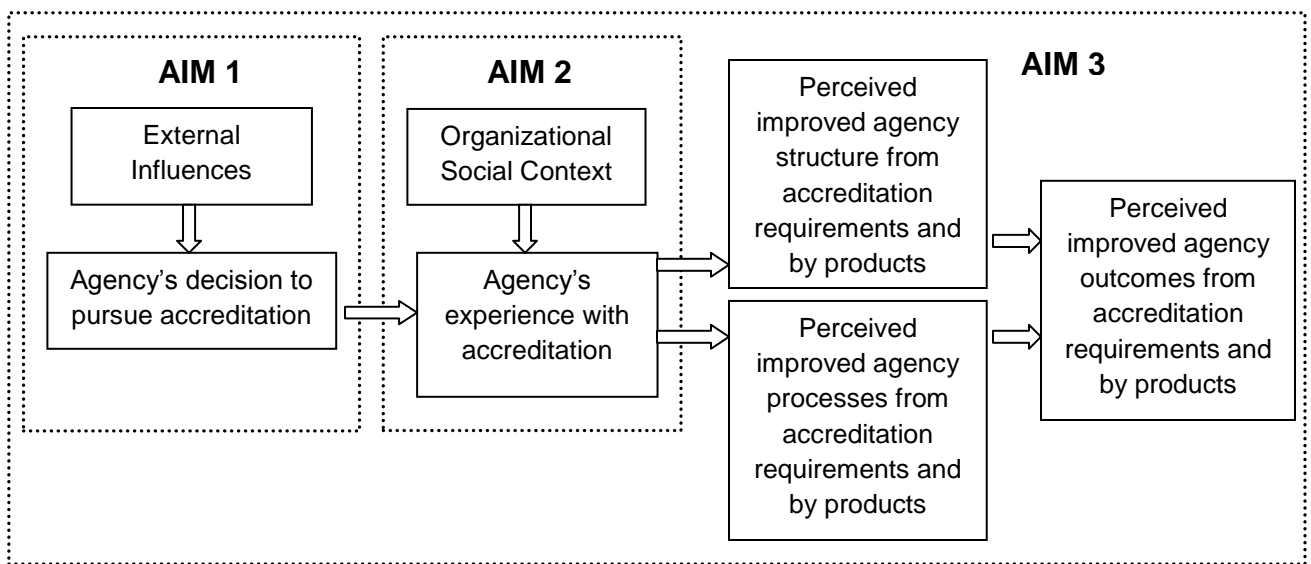 AIM 1
External
Influences
Agency’s decision to
pursue accreditation
AIM 2
Organizational
Social Context
Agency’s
experience with
accreditation
AIM 3
Perceived
improved agency
structure from
accreditation
requirements and
by products
Perceived
improved agency
processes from
accreditation
requirements and
by products
Perceived
improved agency
outcomes from
accreditation
requirements and
by products